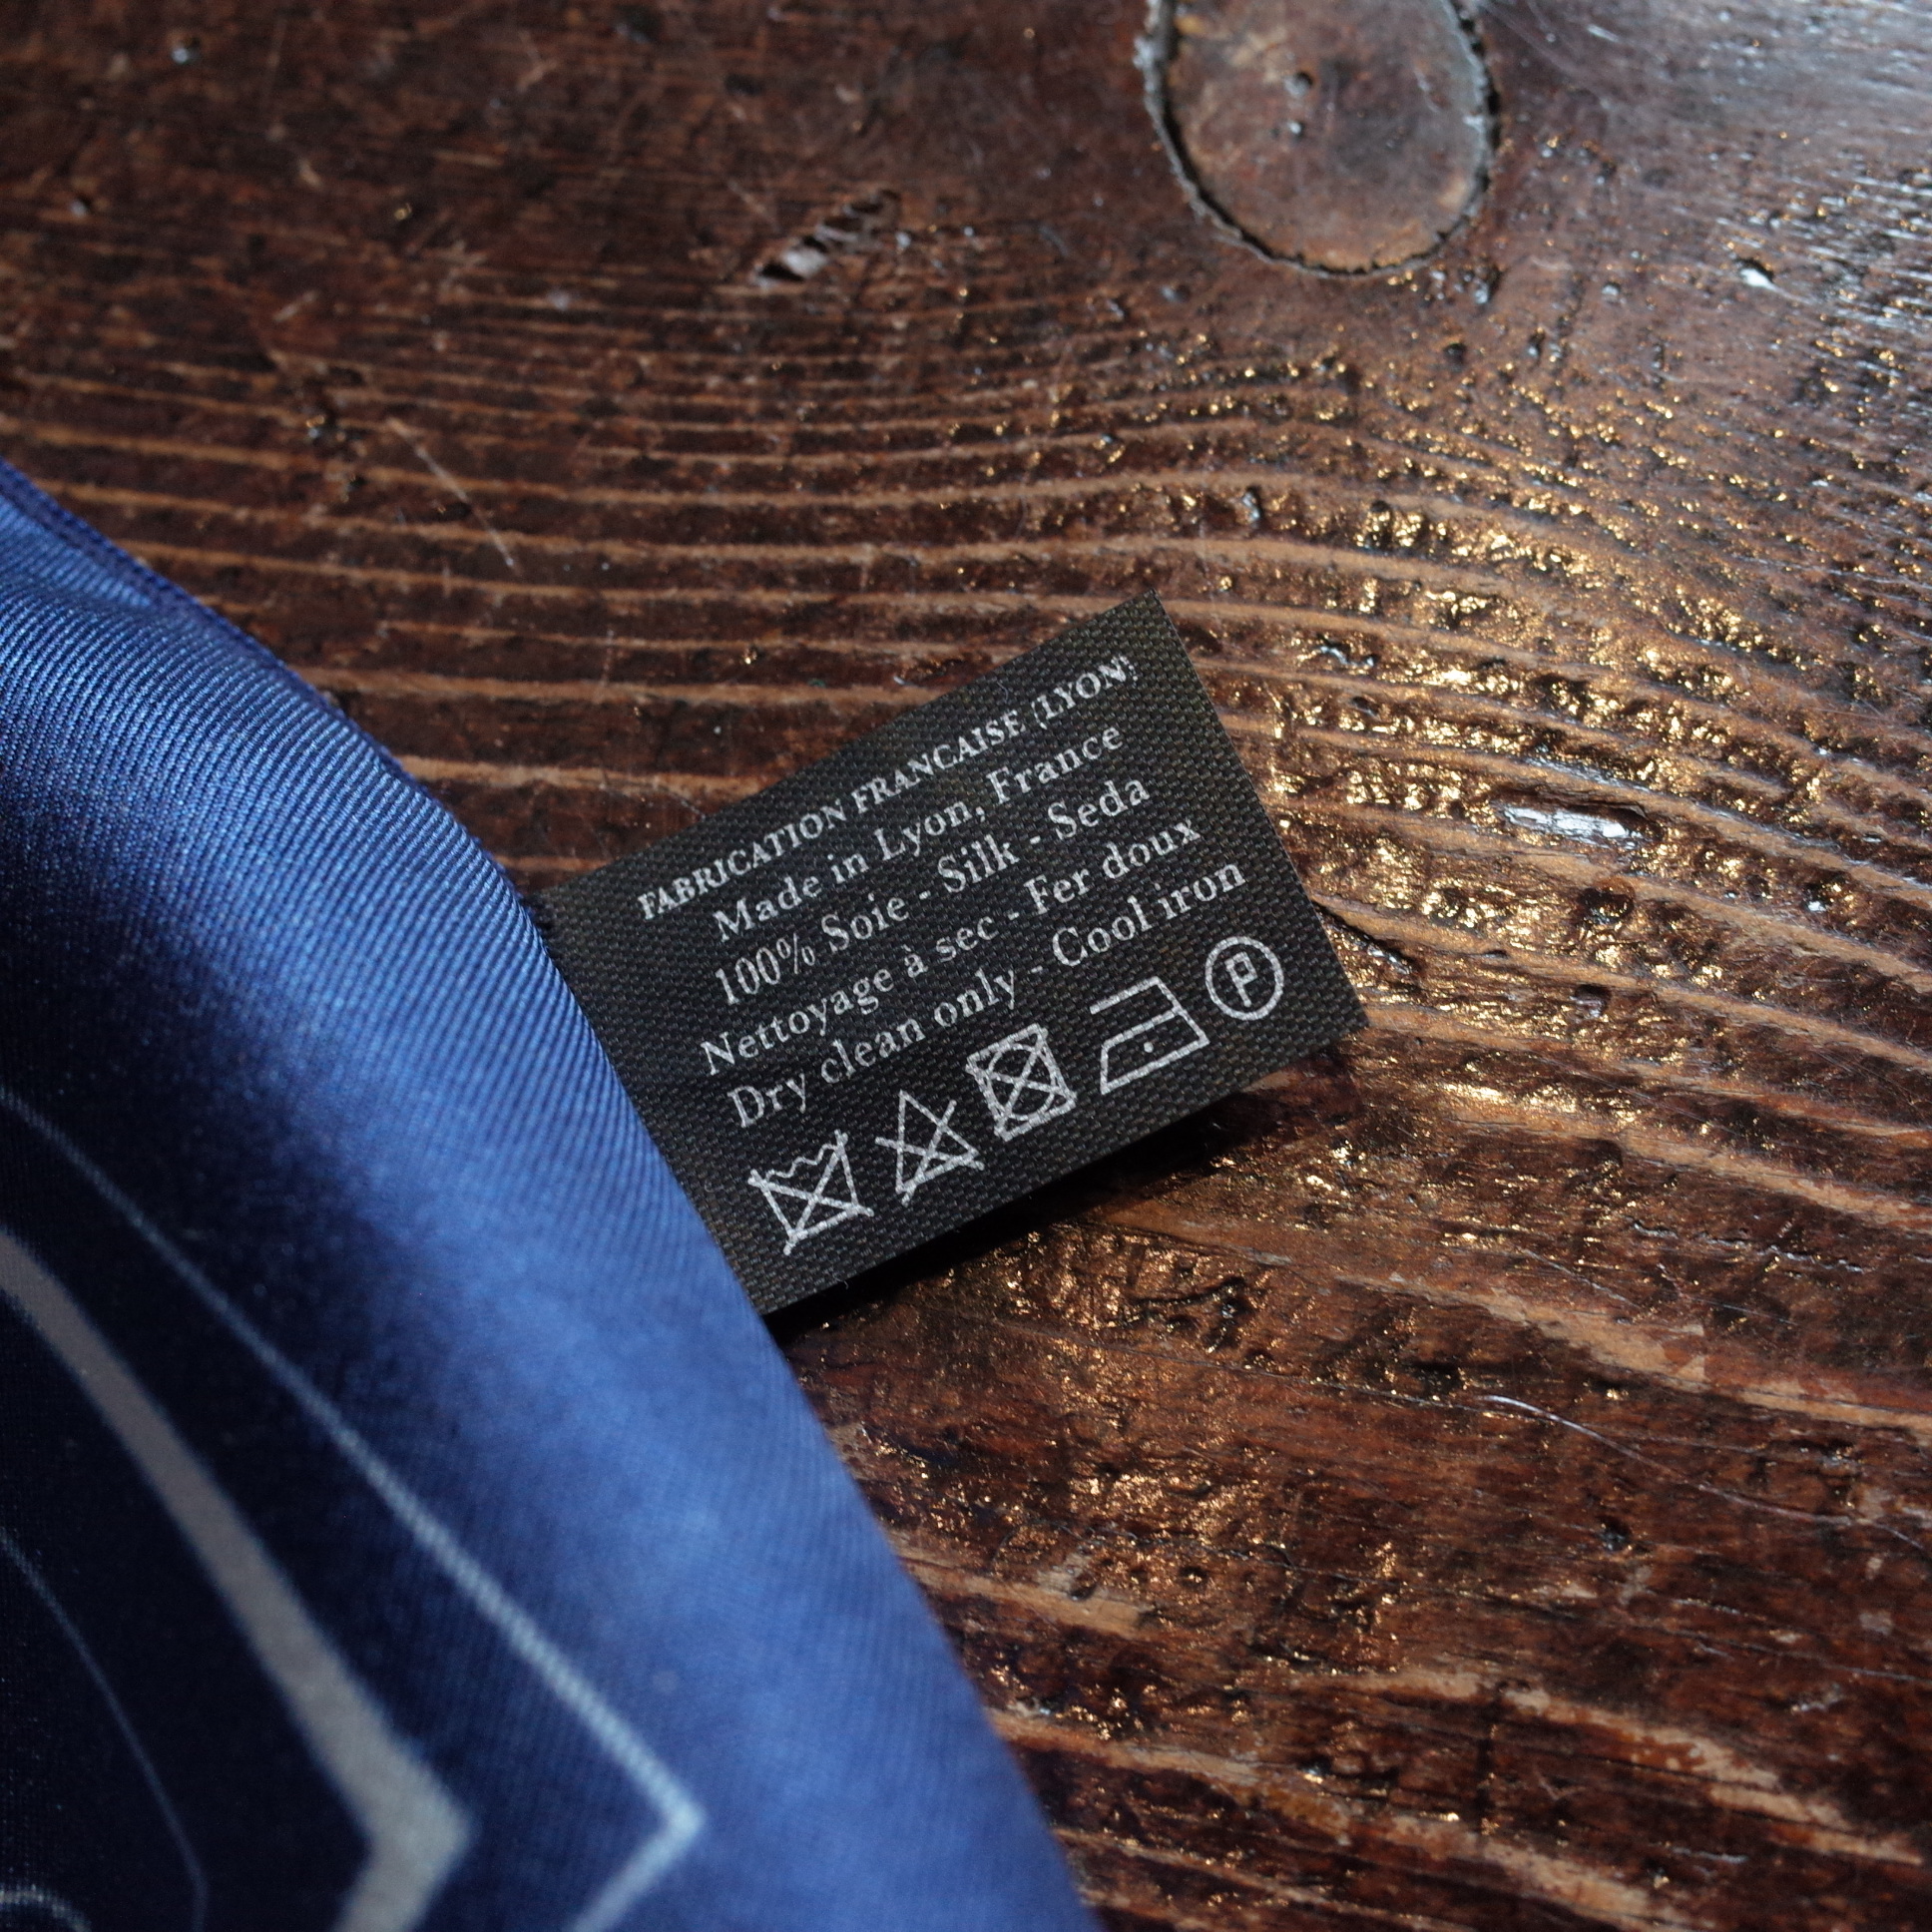 FABRICATION FRANCAISE (LYON)
Made in Lyon, France
100% Soie - Silk - Seda
Nettoyage à sec - Fer doux
Dry clean only - Cool iron
P